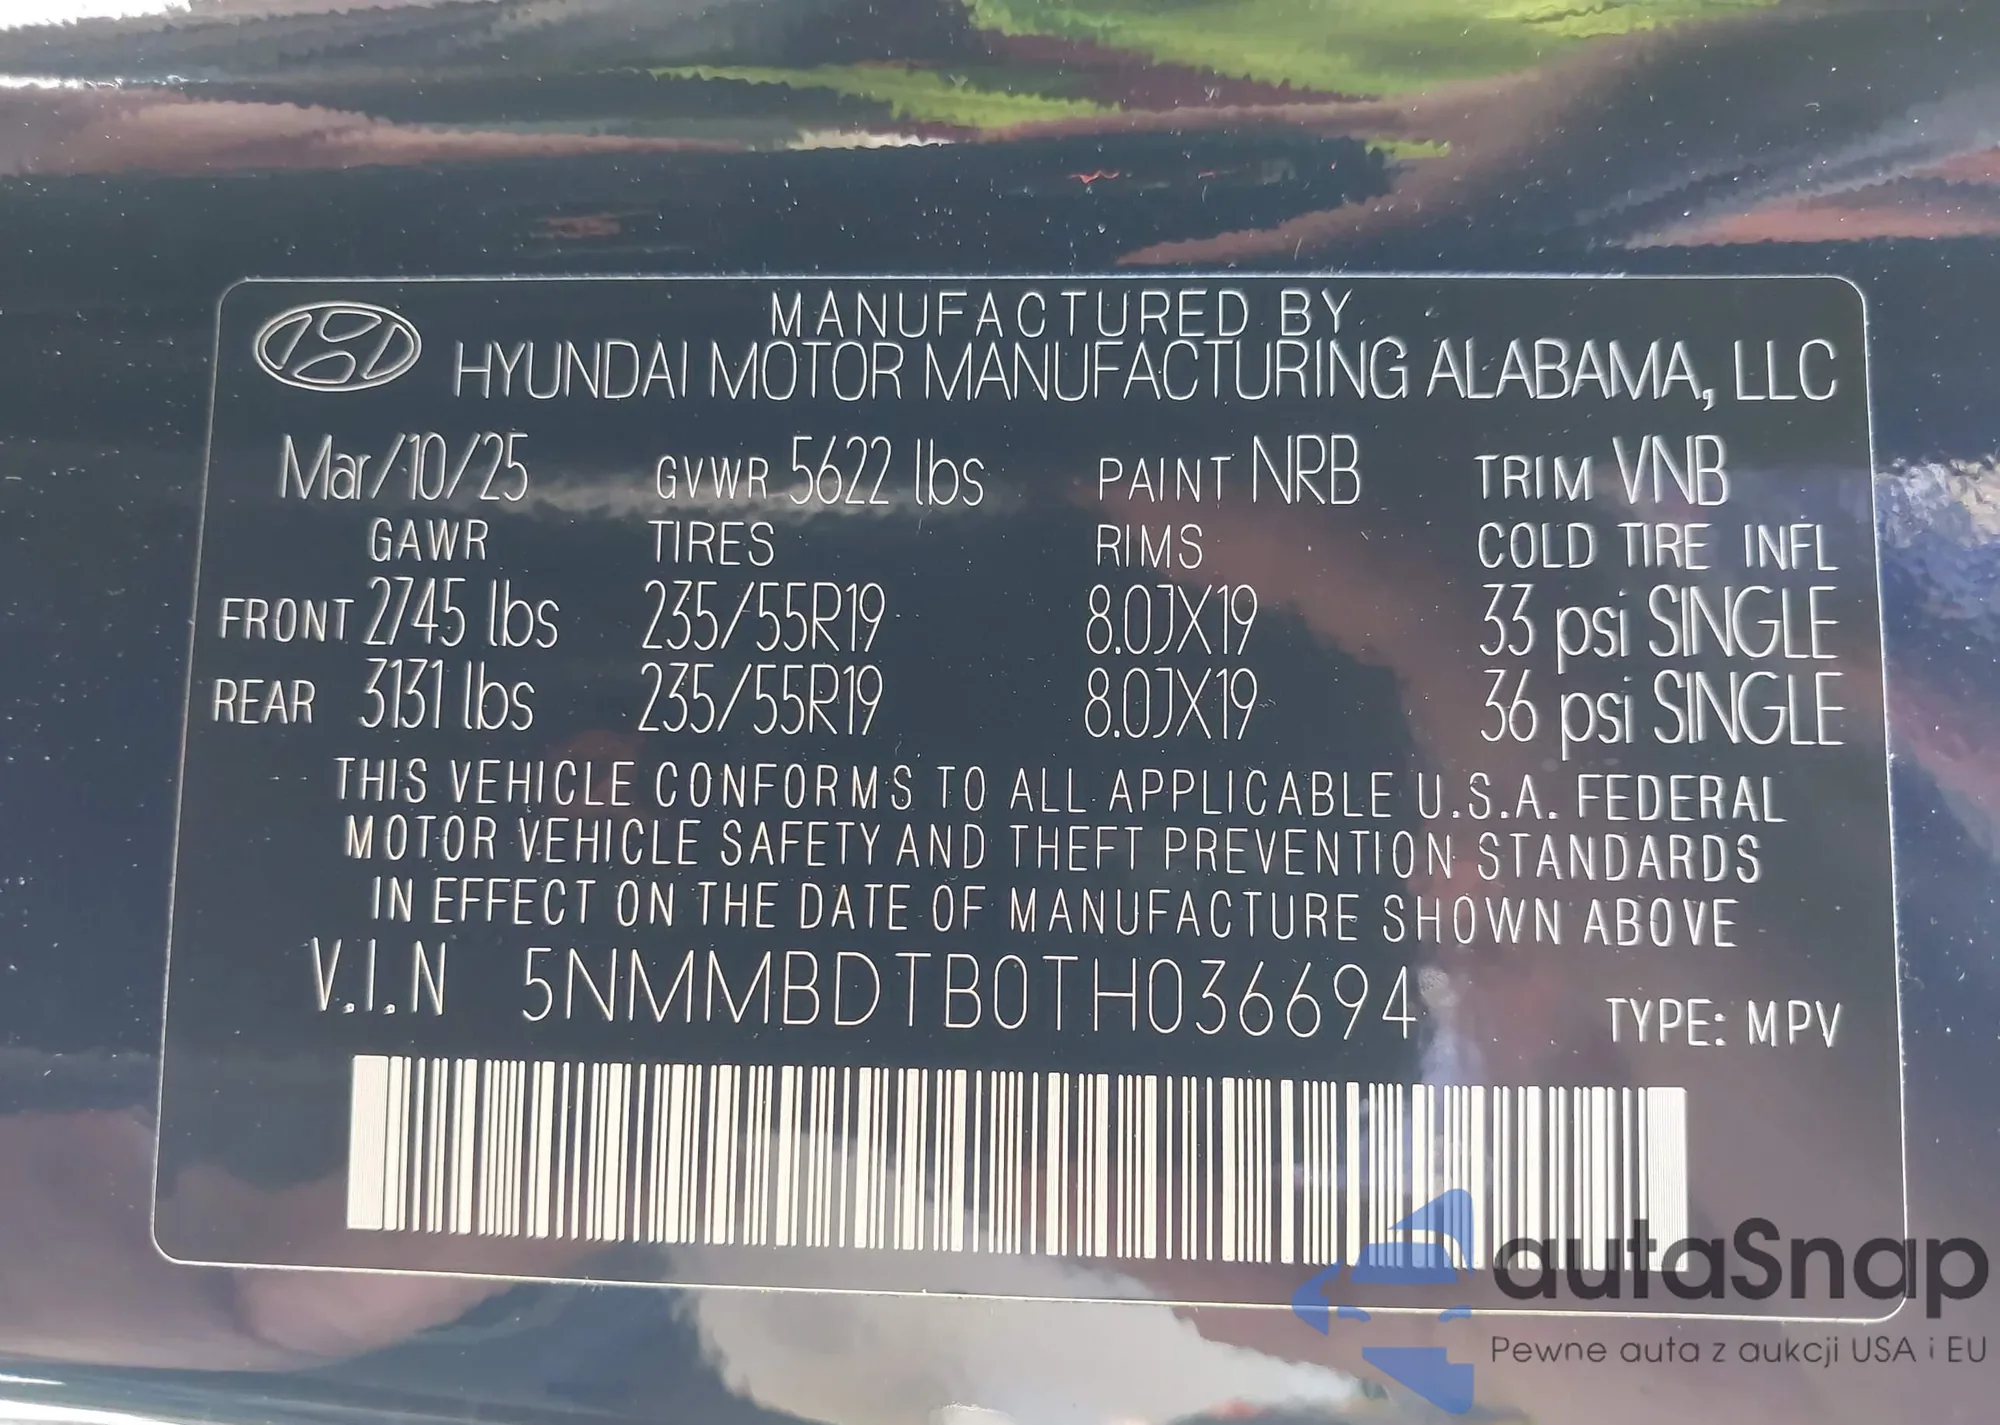 MANUFACTURED BY
HYUNDAI MOTOR MANUFACTURING ALABAMA, LLC
Mar/10/25 GVWR 5622 lbs PAINT NRB TRIM VNB
GAWR TIRES RIMS COLD TIRE INFL
FRONT 2745 lbs 235/55R19 8.0JX19 33 psi SINGLE
REAR 3131 lbs 235/55R19 8.0JX19 36 psi SINGLE
THIS VEHICLE CONFORMS TO ALL APPLICABLE U.S.A. FEDERAL
MOTOR VEHICLE SAFETY AND THEFT PREVENTION STANDARDS
IN EFFECT ON THE DATE OF MANUFACTURE SHOWN ABOVE
V.I.N 5NMMBDTB0TH036694 TYPE: MPV
autaSnap
Pewne auta z aukcji USA i EU